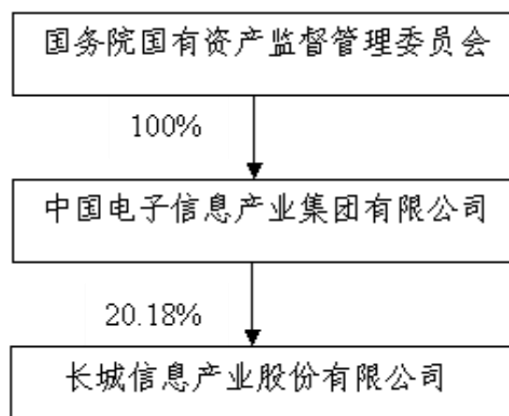 国务院国有资产监督管理委员会
100%
中国电子信息产业集团有限公司
20.18%
长城信息产业股份有限公司